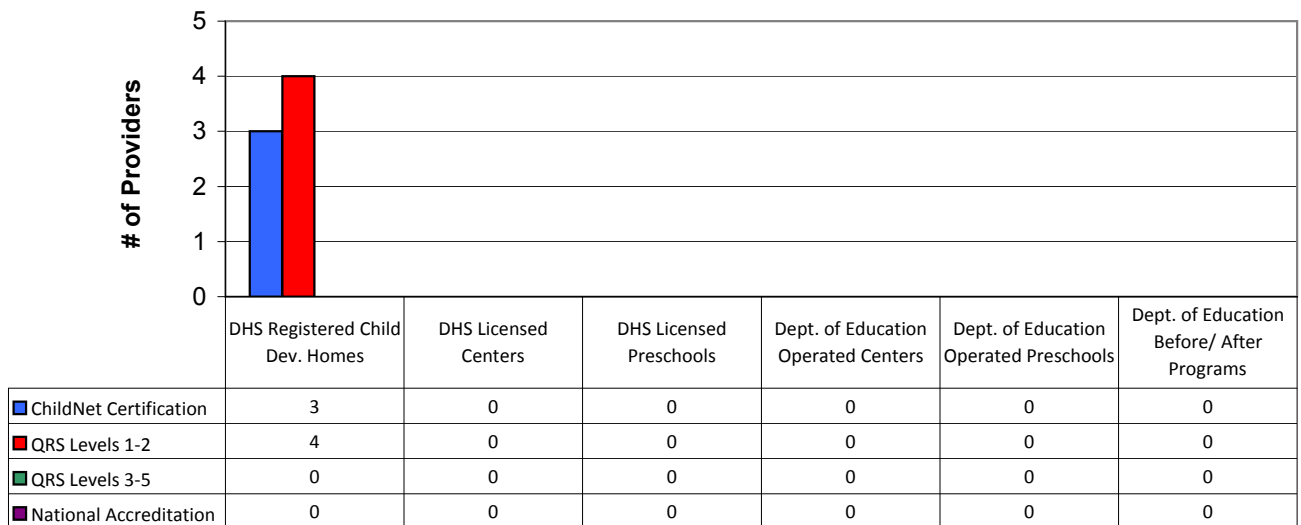 5
4
3
2
1
0
# of Providers
DHS Registered Child
Dev. Homes
DHS Licensed
Centers
DHS Licensed
Preschools
Dept. of Education
Operated Centers
Dept. of Education
Operated Preschools
Dept. of Education
Before/ After
Programs
ChildNet Certification 3 0 0 0 0 0
QRS Levels 1-2 4 0 0 0 0 0
QRS Levels 3-5 0 0 0 0 0 0
National Accreditation 0 0 0 0 0 0